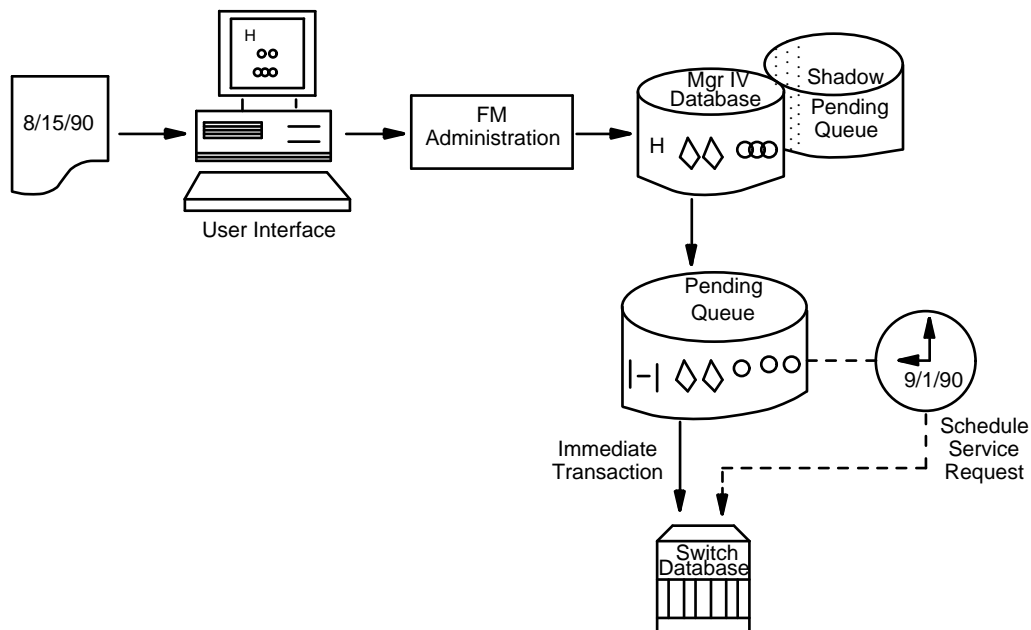 8/15/90
H
User Interface
FM
Administration
Mgr IV
Database
H
Shadow
Pending
Queue
Pending
Queue
|–|
9/1/90
Immediate
Transaction
Schedule
Service
Request
Switch
Database